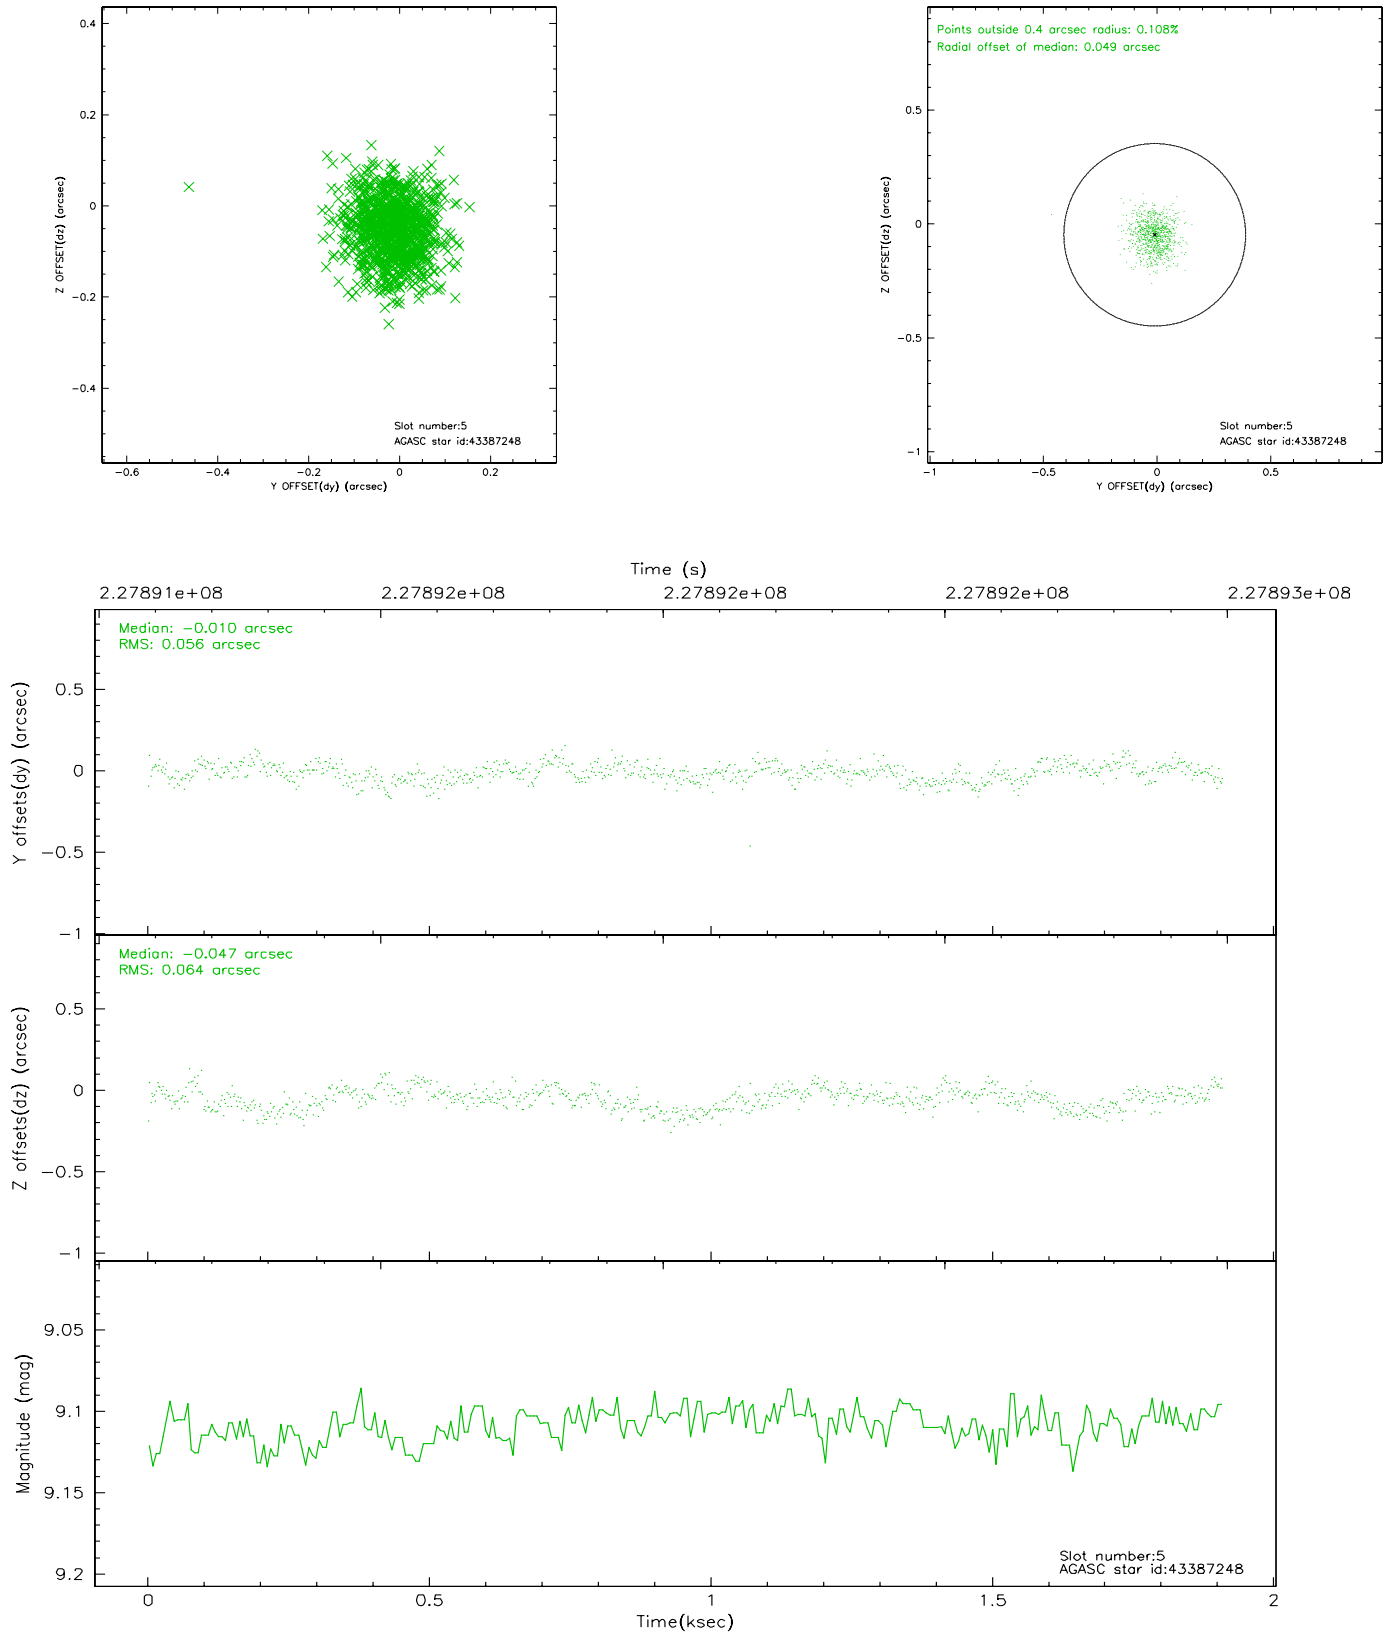 0.4
0.2
0
−0.2
−0.4
Z OFFSET(dz) (arcsec)
−0.6
−0.4
−0.2
0
0.2
Y OFFSET(dy) (arcsec)
Slot number:5
AGASC star id:43387248
Points outside 0.4 arcsec radius: 0.108%
Radial offset of median: 0.049 arcsec
0.5
0
−0.5
−1
Z OFFSET(dz) (arcsec)
−1
−0.5
0
0.5
Y OFFSET(dy) (arcsec)
Slot number:5
AGASC star id:43387248
Time (s)
2.27891e+08
2.27892e+08
2.27892e+08
2.27892e+08
2.27893e+08
Median: −0.010 arcsec
RMS: 0.056 arcsec
0.5
0
−0.5
−1
Y offsets(dy) (arcsec)
Median: −0.047 arcsec
RMS: 0.064 arcsec
0.5
0
−0.5
−1
Z offsets(dz) (arcsec)
9.05
9.1
9.15
9.2
Magnitude (mag)
Slot number:5
AGASC star id:43387248
0
0.5
1
1.5
2
Time(ksec)